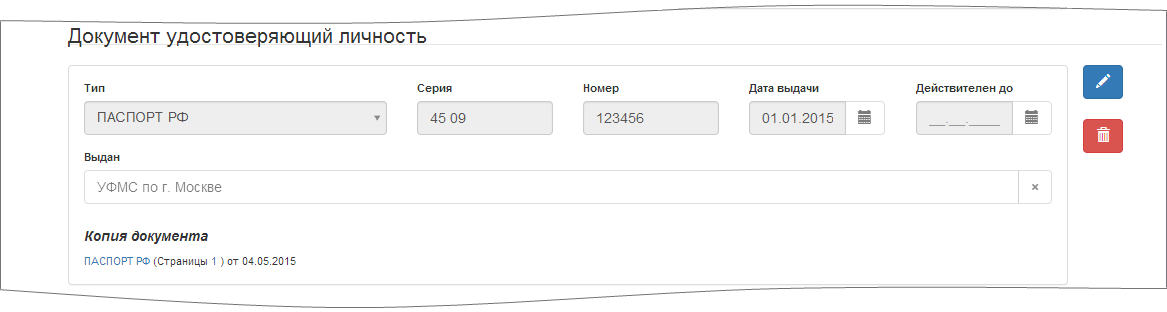 Документ удостоверяющий личность
Тип Серия Номер Дата выдачи Действителен до
ПАСПОРТ РФ 45 09 123456 01.01.2015 __.__.____
Выдан
УФМС по г. Москве ×
Копия документа
ПАСПОРТ РФ (Страницы 1 ) от 04.05.2015